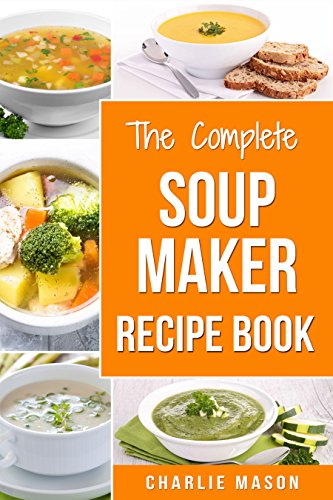 The Complete
SOUP
MAKER
RECIPE BOOK
CHARLIE MASON